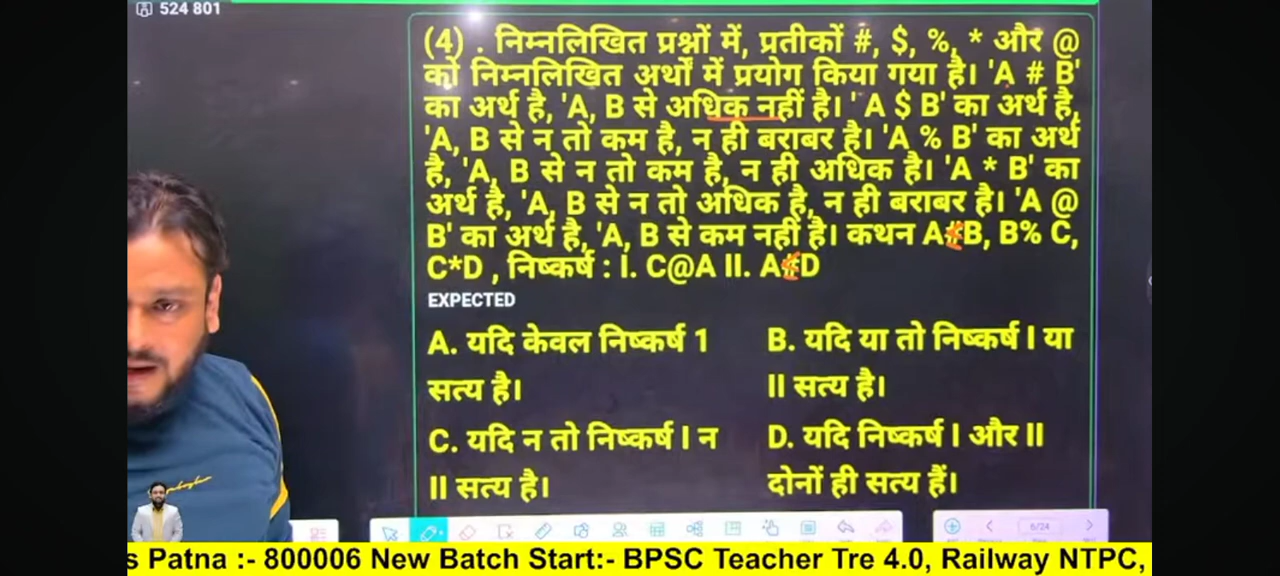 524 801
(4) . निम्नलिखित प्रश्नों में, प्रतीकों #, $, %, * और @
को निम्नलिखित अर्थों में प्रयोग किया गया है। 'A # B'
का अर्थ है, 'A, B से अधिक नहीं है। ' A $ B' का अर्थ है,
'A, B से न तो कम है, न ही बराबर है। 'A % B' का अर्थ
है, 'A, B से न तो कम है, न ही अधिक है। 'A * B' का
अर्थ है, 'A, B से न तो अधिक है, न ही बराबर है। 'A @
B' का अर्थ है, 'A, B से कम नहीं है। कथन A#B, B% C,
C*D , निष्कर्ष : I. C@A II. A#D
EXPECTED
A. यदि केवल निष्कर्ष 1
सत्य है।
B. यदि या तो निष्कर्ष I या
II सत्य है।
C. यदि न तो निष्कर्ष I न
II सत्य है।
D. यदि निष्कर्ष I और II
दोनों ही सत्य हैं।
6/24
s Patna :- 800006 New Batch Start:- BPSC Teacher Tre 4.0, Railway NTPC,